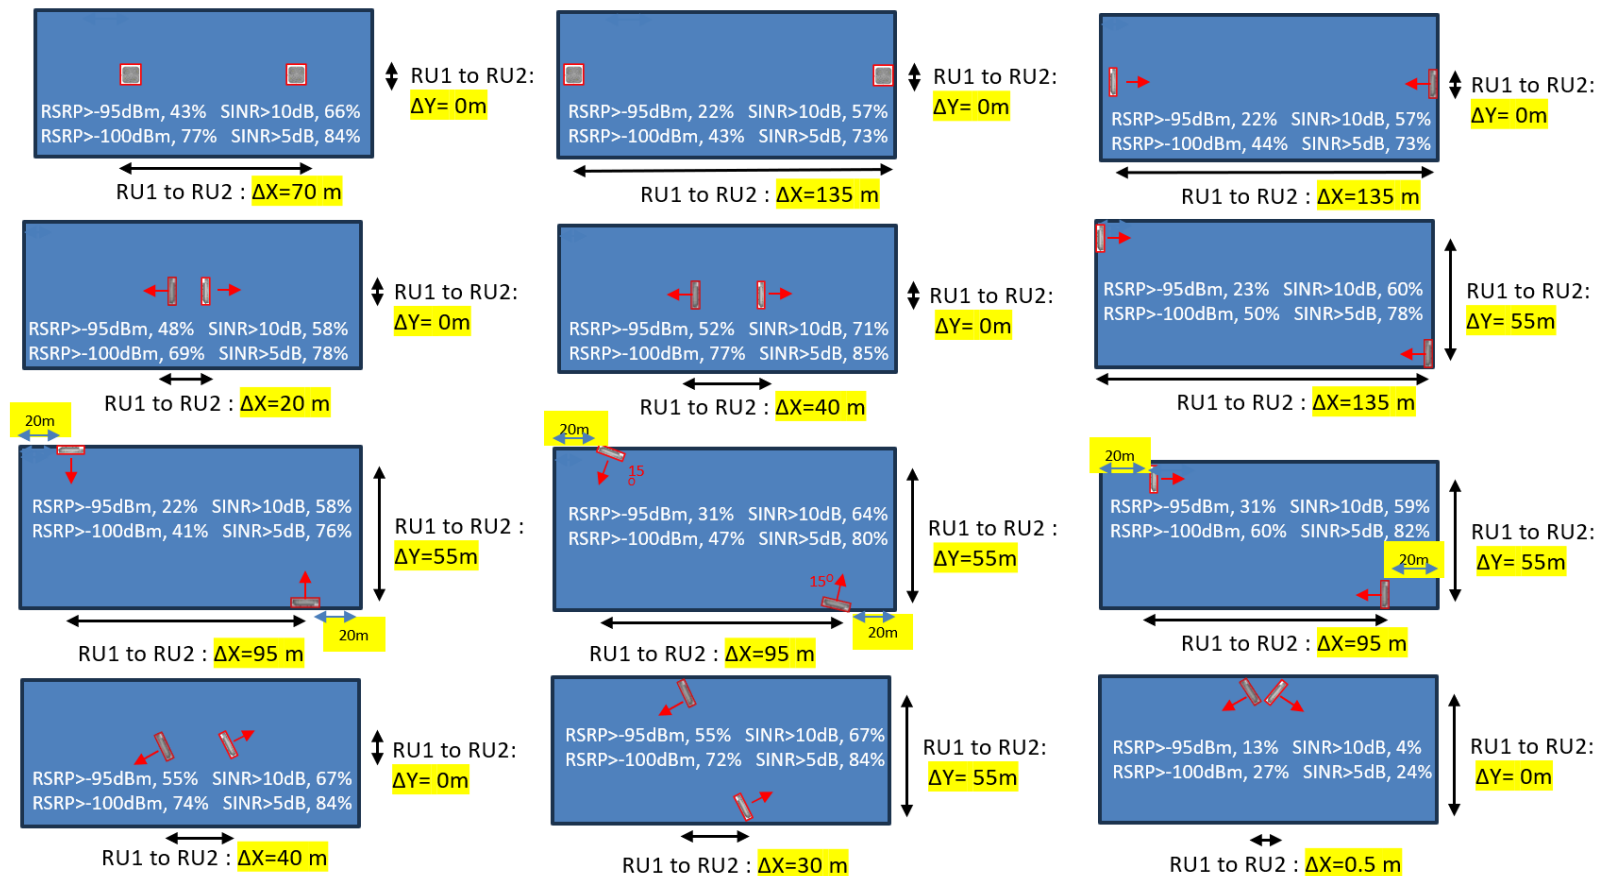 RSRP>-95dBm, 43% SINR>10dB, 66%
RSRP>-100dBm, 77% SINR>5dB, 84%
RU1 to RU2:
ΔY= 0m
RU1 to RU2 : ΔX=70 m
RSRP>-95dBm, 22% SINR>10dB, 57%
RSRP>-100dBm, 43% SINR>5dB, 73%
RU1 to RU2:
ΔY= 0m
RU1 to RU2 : ΔX=135 m
RSRP>-95dBm, 22% SINR>10dB, 57%
RSRP>-100dBm, 44% SINR>5dB, 73%
RU1 to RU2:
ΔY= 0m
RU1 to RU2 : ΔX=135 m
RSRP>-95dBm, 48% SINR>10dB, 58%
RSRP>-100dBm, 69% SINR>5dB, 78%
RU1 to RU2:
ΔY= 0m
RU1 to RU2 : ΔX=20 m
RSRP>-95dBm, 52% SINR>10dB, 71%
RSRP>-100dBm, 77% SINR>5dB, 85%
RU1 to RU2:
ΔY= 0m
RU1 to RU2 : ΔX=40 m
RSRP>-95dBm, 23% SINR>10dB, 60%
RSRP>-100dBm, 50% SINR>5dB, 78%
RU1 to RU2:
ΔY= 55m
RU1 to RU2 : ΔX=135 m
20m
RSRP>-95dBm, 22% SINR>10dB, 58%
RSRP>-100dBm, 41% SINR>5dB, 76%
RU1 to RU2 :
ΔY=55m
20m
RU1 to RU2 : ΔX=95 m
20m
15
O
RSRP>-95dBm, 31% SINR>10dB, 64%
RSRP>-100dBm, 47% SINR>5dB, 80%
RU1 to RU2 :
ΔY=55m
15O
20m
RU1 to RU2 : ΔX=95 m
20m
RSRP>-95dBm, 31% SINR>10dB, 59%
RSRP>-100dBm, 60% SINR>5dB, 82%
RU1 to RU2:
ΔY= 55m
20m
RU1 to RU2 : ΔX=95 m
RSRP>-95dBm, 55% SINR>10dB, 67%
RSRP>-100dBm, 74% SINR>5dB, 84%
RU1 to RU2:
ΔY= 0m
RU1 to RU2 : ΔX=40 m
RSRP>-95dBm, 55% SINR>10dB, 67%
RSRP>-100dBm, 72% SINR>5dB, 84%
RU1 to RU2:
ΔY= 55m
RU1 to RU2 : ΔX=30 m
RSRP>-95dBm, 13% SINR>10dB, 4%
RSRP>-100dBm, 27% SINR>5dB, 24%
RU1 to RU2:
ΔY= 0m
RU1 to RU2 : ΔX=0.5 m